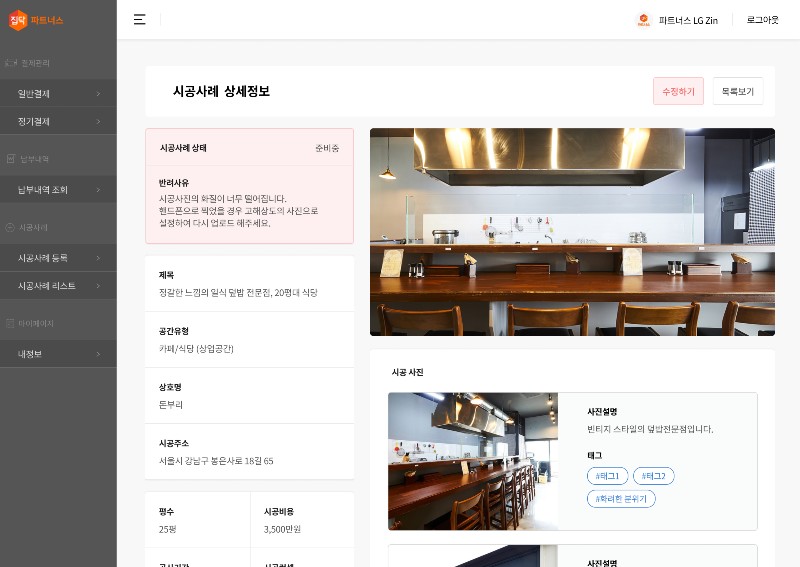 집닥 파트너스
파트너스 LG Zin
로그아웃
결제관리
일반결제
정기결제
납부내역
납부내역 조회
시공사례
시공사례 등록
시공사례 리스트
마이페이지
내정보
시공사례 상세정보
수정하기
목록보기
시공사례 상태
준비중
반려사유
시공사진의 화질이 너무 떨어집니다.
핸드폰으로 찍었을 경우 고해상도의 사진으로
설정하여 다시 업로드 해주세요.
제목
정갈한 느낌의 일식 덮밥 전문점, 20평대 식당
공간유형
카페/식당 (상업공간)
상호명
돈부리
시공주소
서울시 강남구 봉은사로 18길 65
평수
25평
시공비용
3,500만원
시공 사진
사진설명
빈티지 스타일의 덮밥전문점입니다.
태그
#태그1
#태그2
#화려한 분위기
사진설명